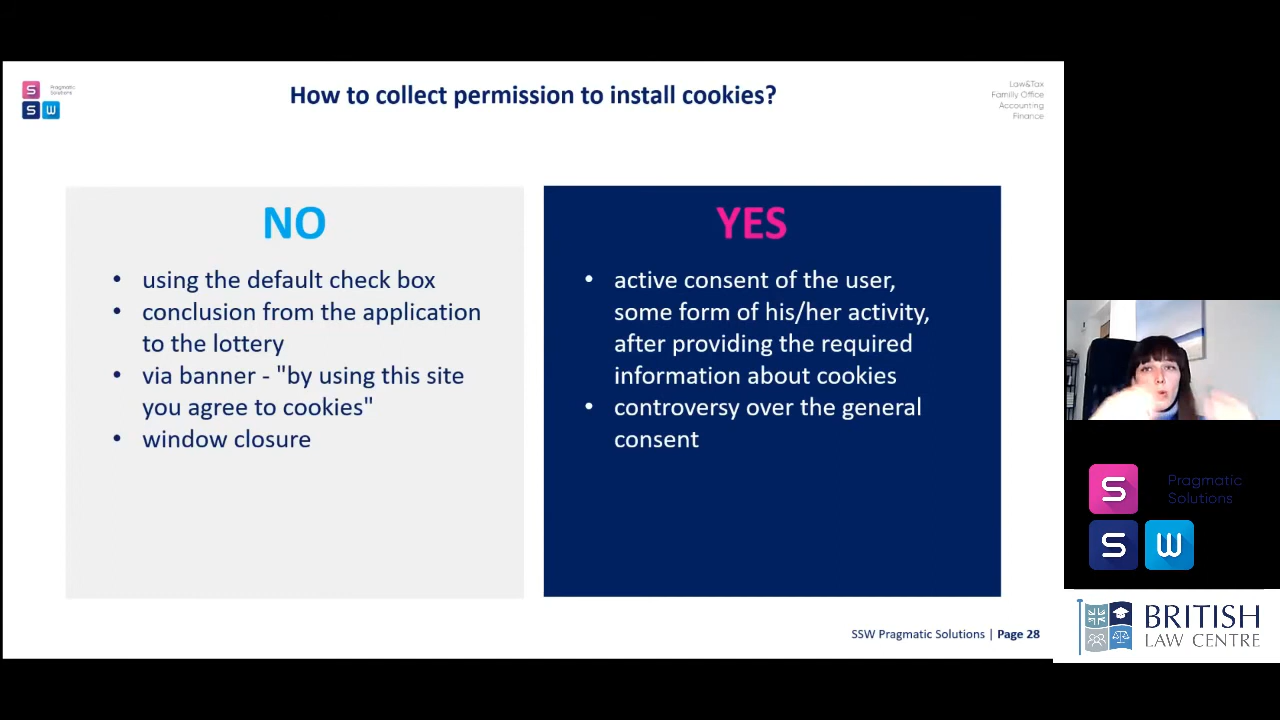 S
Pragmatic
Solutions
S W
How to collect permission to install cookies?
Law&Tax
Familly Office
Accounting
Finance
NO
• using the default check box
• conclusion from the application
to the lottery
• via banner - "by using this site
you agree to cookies"
• window closure
YES
• active consent of the user,
some form of his/her activity,
after providing the required
information about cookies
• controversy over the general
consent
SSW Pragmatic Solutions | Page 28
S
Pragmatic
Solutions
S W
BRITISH
LAW CENTRE